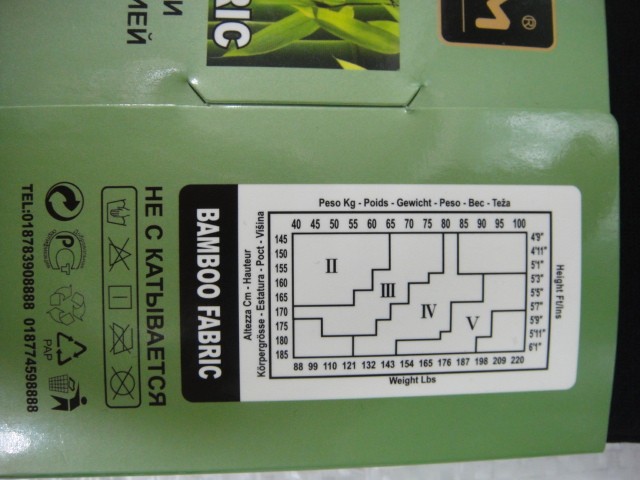 И
ЦИЕЙ
RIC
M®
TEL:018783908888 01877459888
PAP
НЕ С КАТЫВАЕТСЯ
BAMBOO FABRIC
Peso Kg - Poids - Gewicht - Peso - Bec - Teža
40 45 50 55 60 65 70 75 80 85 90 95 100
Altezza Cm - Hauteur
Körpergrösse - Estatura - Poct - Višina
145
150
155
160
165
170
175
180
185
II
III
IV
V
4'9"
4'11"
5'1"
5'3"
5'5"
5'7"
5'9"
5'11"
6'1"
Height Ft/Ins
88 99 110 121 132 143 154 165 176 187 198 209 220
Weight Lbs